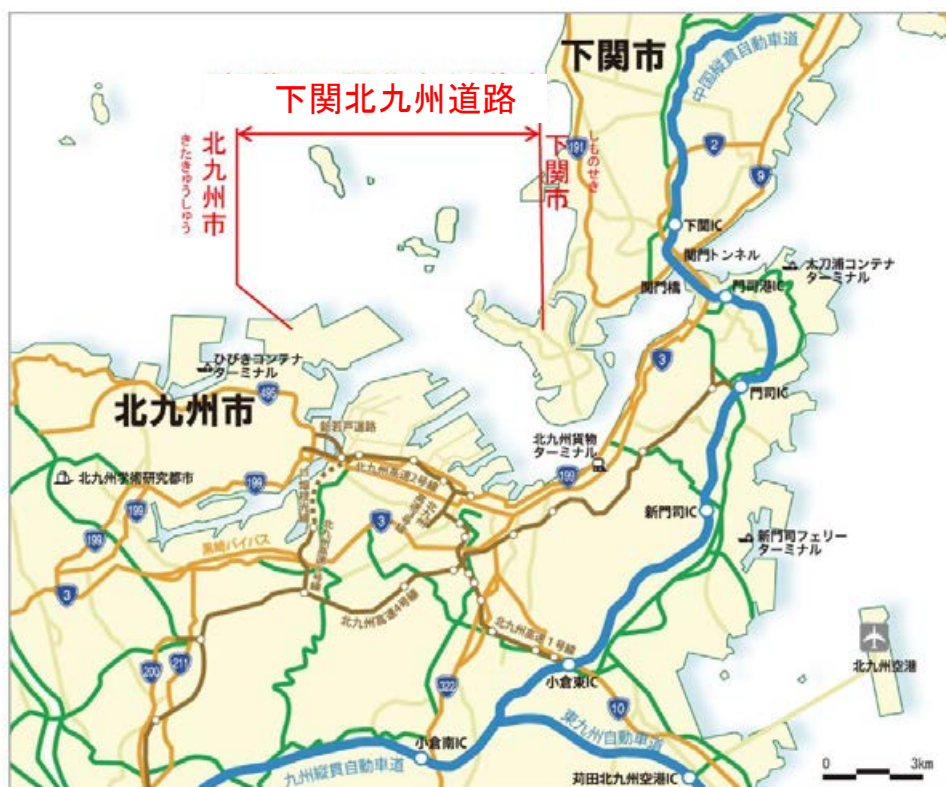 下関市
中国縦貫自動車道
下関北九州道路
北九州市
きたきゅうしゅう
下関市
しものせき
191
2
9
下関IC
関門トンネル
関門橋
門司港IC
太刀浦コンテナ
ターミナル
ひびきコンテナ
ターミナル
495
3
門司IC
北九州市
新若戸道路
北九州貨物
ターミナル
北九州高速2号線
199
199
北九州学術研究都市
199
199
3
新門司IC
新門司フェリー
ターミナル
黒崎バイパス
3
北九州高速4号線
北九州高速1号線
200
211
322
小倉東IC
北九州空港
10
小倉南IC
東九州自動車道
九州縦貫自動車道
苅田北九州空港IC
0 3km